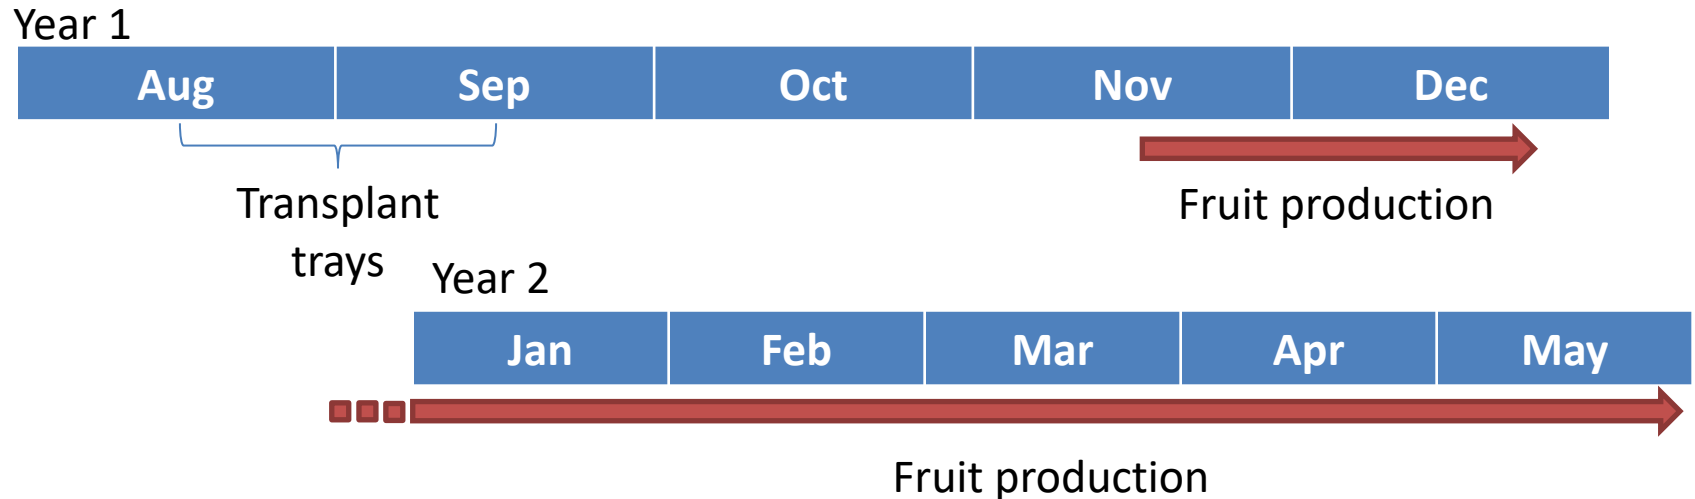 Year 1
Aug Sep Oct Nov Dec
Transplant
trays
Fruit production
Year 2
Jan Feb Mar Apr May
Fruit production